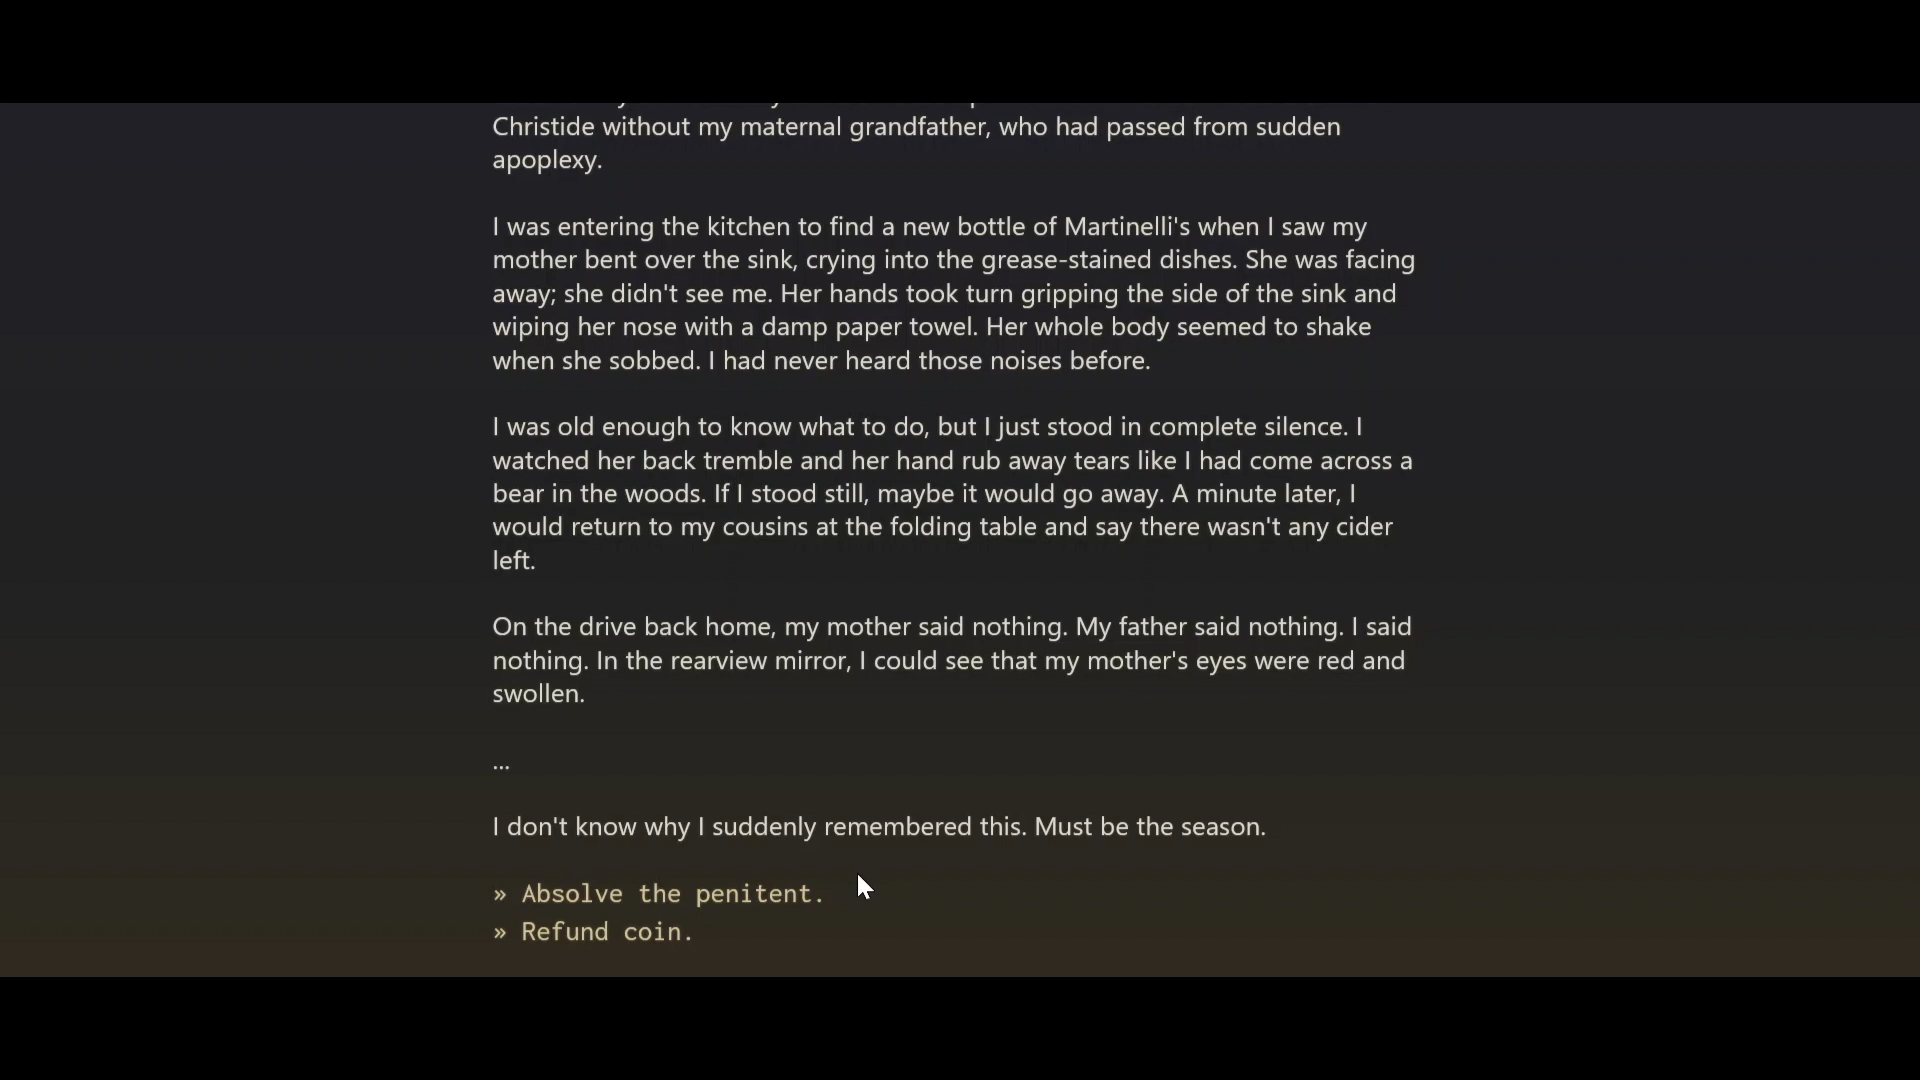 Christide without my maternal grandfather, who had passed from sudden
apoplexy.
I was entering the kitchen to find a new bottle of Martinelli's when I saw my
mother bent over the sink, crying into the grease-stained dishes. She was facing
away; she didn't see me. Her hands took turn gripping the side of the sink and
wiping her nose with a damp paper towel. Her whole body seemed to shake
when she sobbed. I had never heard those noises before.
I was old enough to know what to do, but I just stood in complete silence. I
watched her back tremble and her hand rub away tears like I had come across a
bear in the woods. If I stood still, maybe it would go away. A minute later, I
would return to my cousins at the folding table and say there wasn't any cider
left.
On the drive back home, my mother said nothing. My father said nothing. I said
nothing. In the rearview mirror, I could see that my mother's eyes were red and
swollen.
...
I don't know why I suddenly remembered this. Must be the season.
» Absolve the penitent.
» Refund coin.